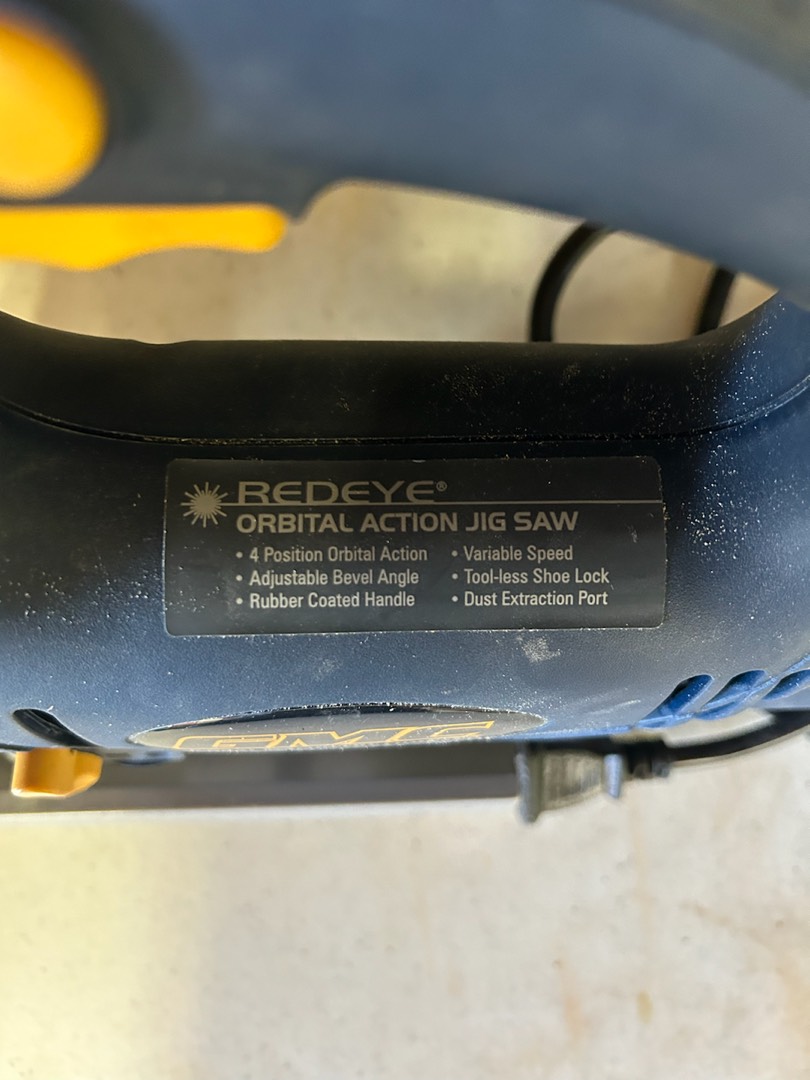 REDEYE®
ORBITAL ACTION JIG SAW
• 4 Position Orbital Action
• Adjustable Bevel Angle
• Rubber Coated Handle
• Variable Speed
• Tool-less Shoe Lock
• Dust Extraction Port